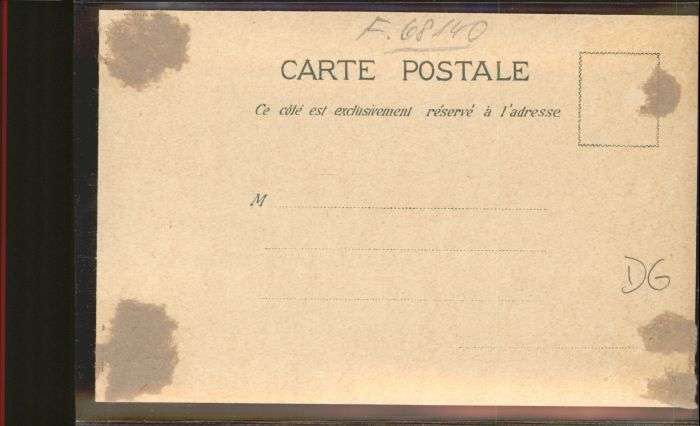 F. 68140
CARTE POSTALE
Ce côté est exclusivement réservé à l'adresse
M
DG